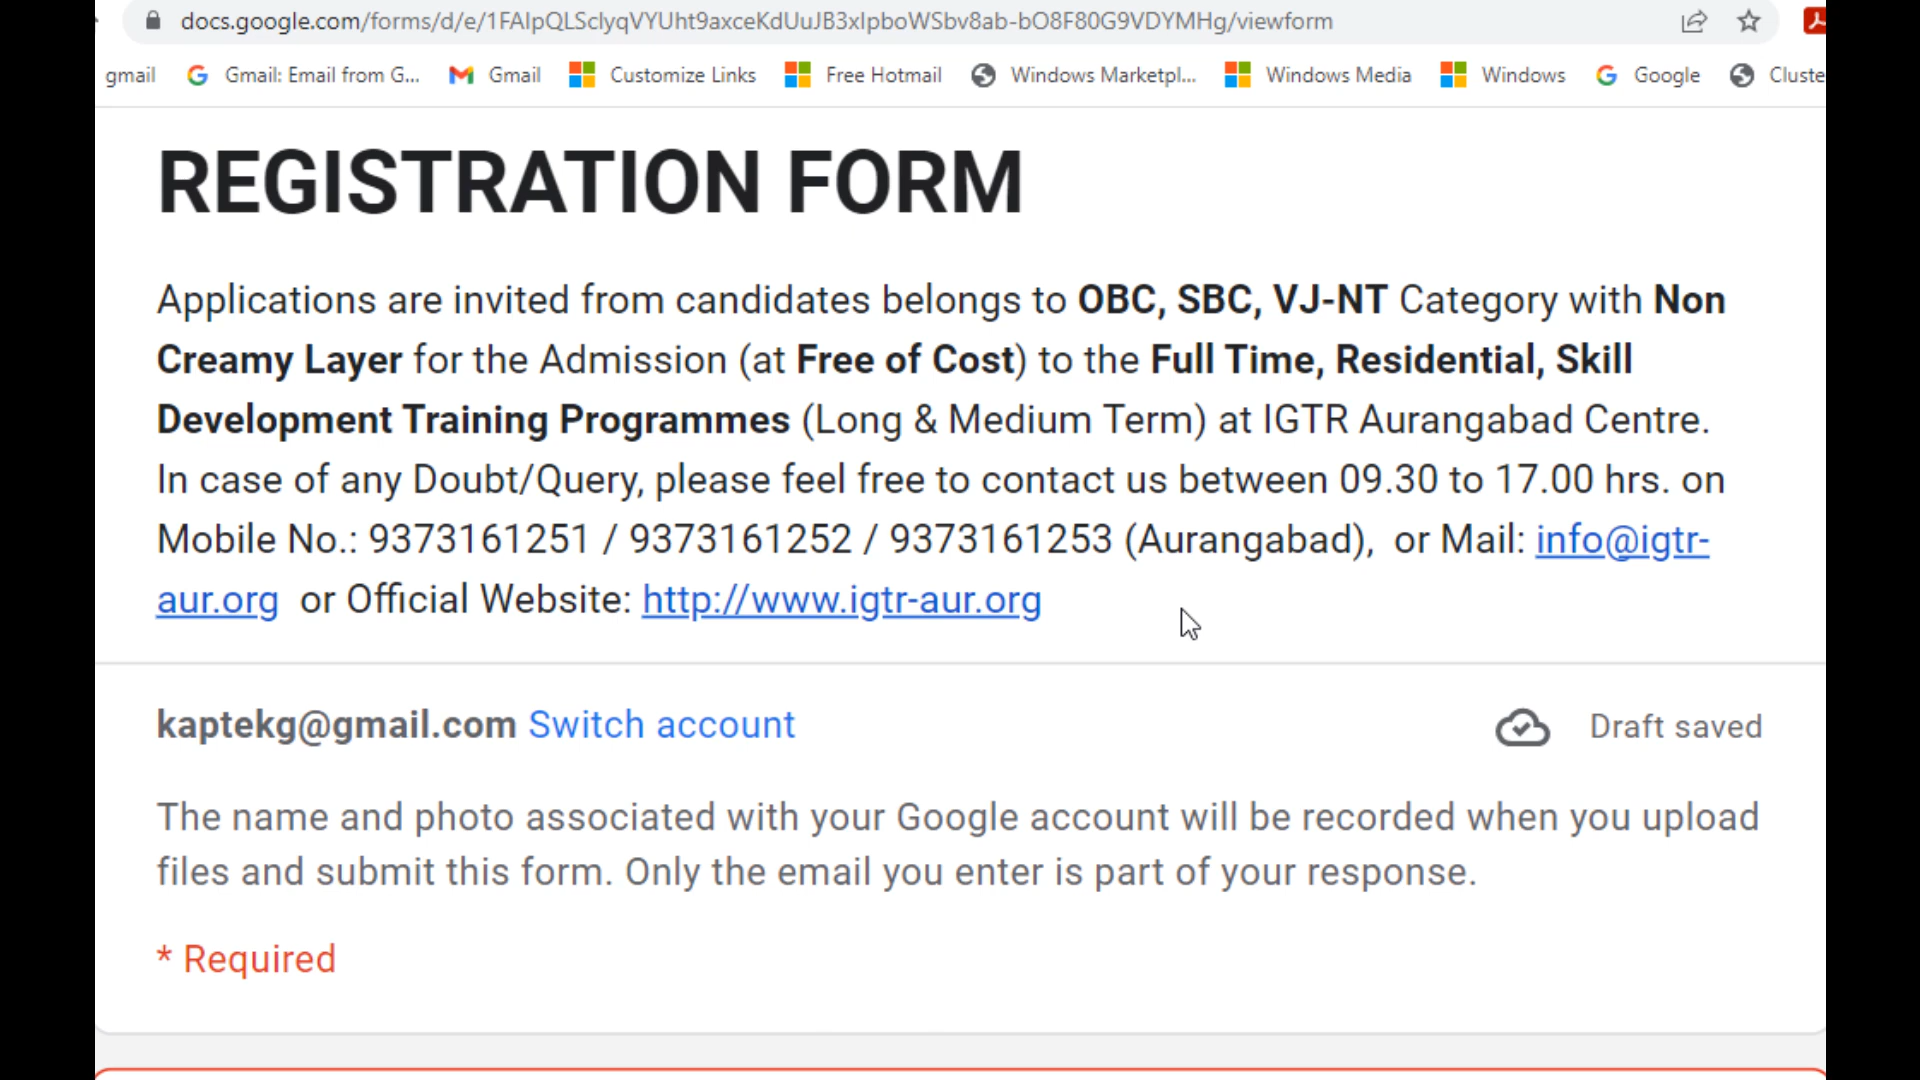 docs.google.com/forms/d/e/1FAIpQLSclyqVYUht9axceKdUuJB3xIpboWSbv8ab-bO8F80G9VDYMHg/viewform
gmail Gmail: Email from G... Gmail Customize Links Free Hotmail Windows Marketpl... Windows Media Windows Google Cluste
REGISTRATION FORM
Applications are invited from candidates belongs to OBC, SBC, VJ-NT Category with Non
Creamy Layer for the Admission (at Free of Cost) to the Full Time, Residential, Skill
Development Training Programmes (Long & Medium Term) at IGTR Aurangabad Centre.
In case of any Doubt/Query, please feel free to contact us between 09.30 to 17.00 hrs. on
Mobile No.: 9373161251 / 9373161252 / 9373161253 (Aurangabad), or Mail: info@igtr-
aur.org or Official Website: http://www.igtr-aur.org
kaptekg@gmail.com Switch account Draft saved
The name and photo associated with your Google account will be recorded when you upload
files and submit this form. Only the email you enter is part of your response.
* Required